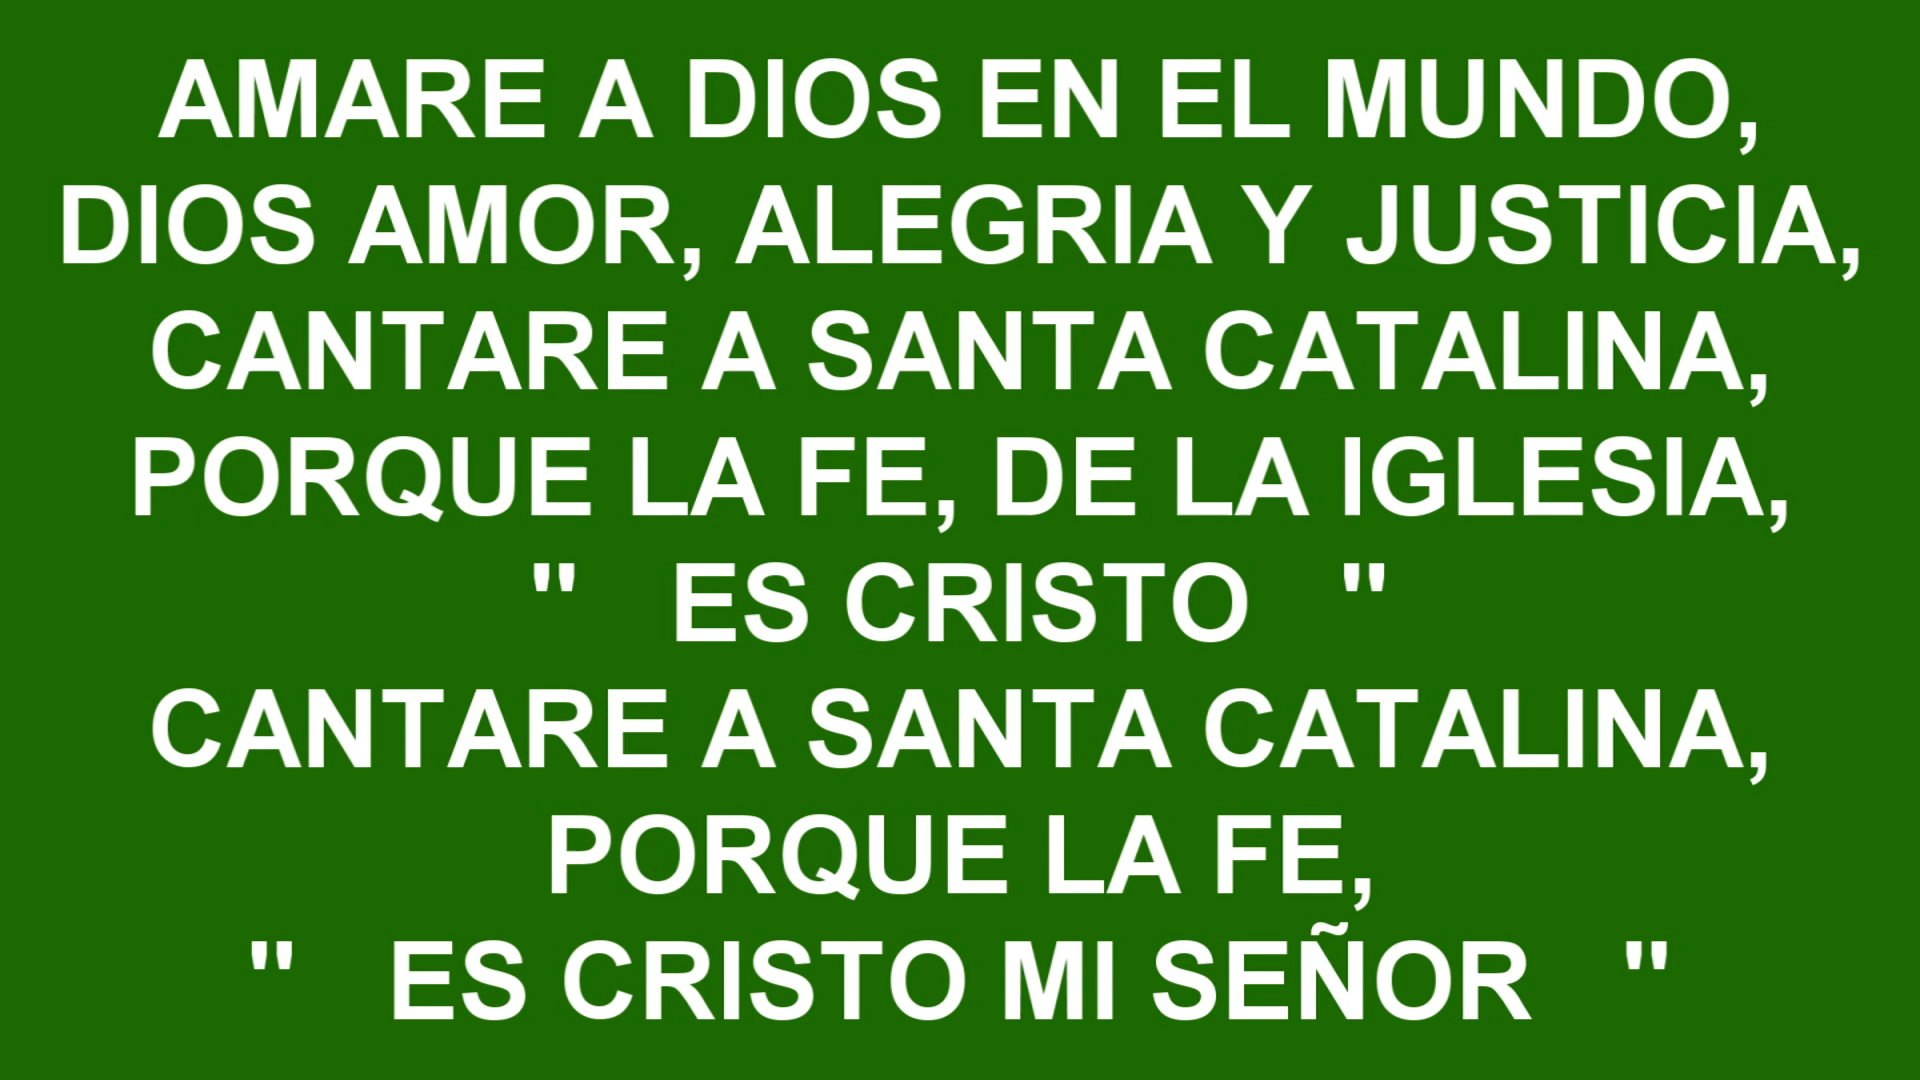 AMARE A DIOS EN EL MUNDO,
DIOS AMOR, ALEGRIA Y JUSTICIA,
CANTARE A SANTA CATALINA,
PORQUE LA FE, DE LA IGLESIA,
" ES CRISTO "
CANTARE A SANTA CATALINA,
PORQUE LA FE,
" ES CRISTO MI SEÑOR "